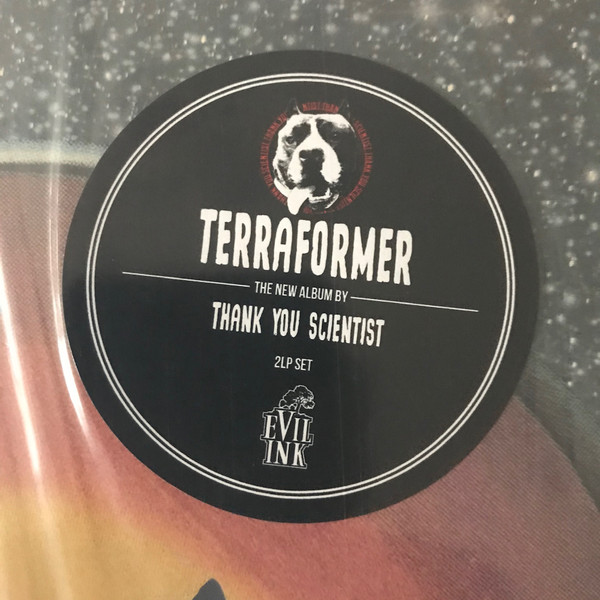 TERRAFORMER
THE NEW ALBUM BY
THANK YOU SCIENTIST
2LP SET
EVIL
INK